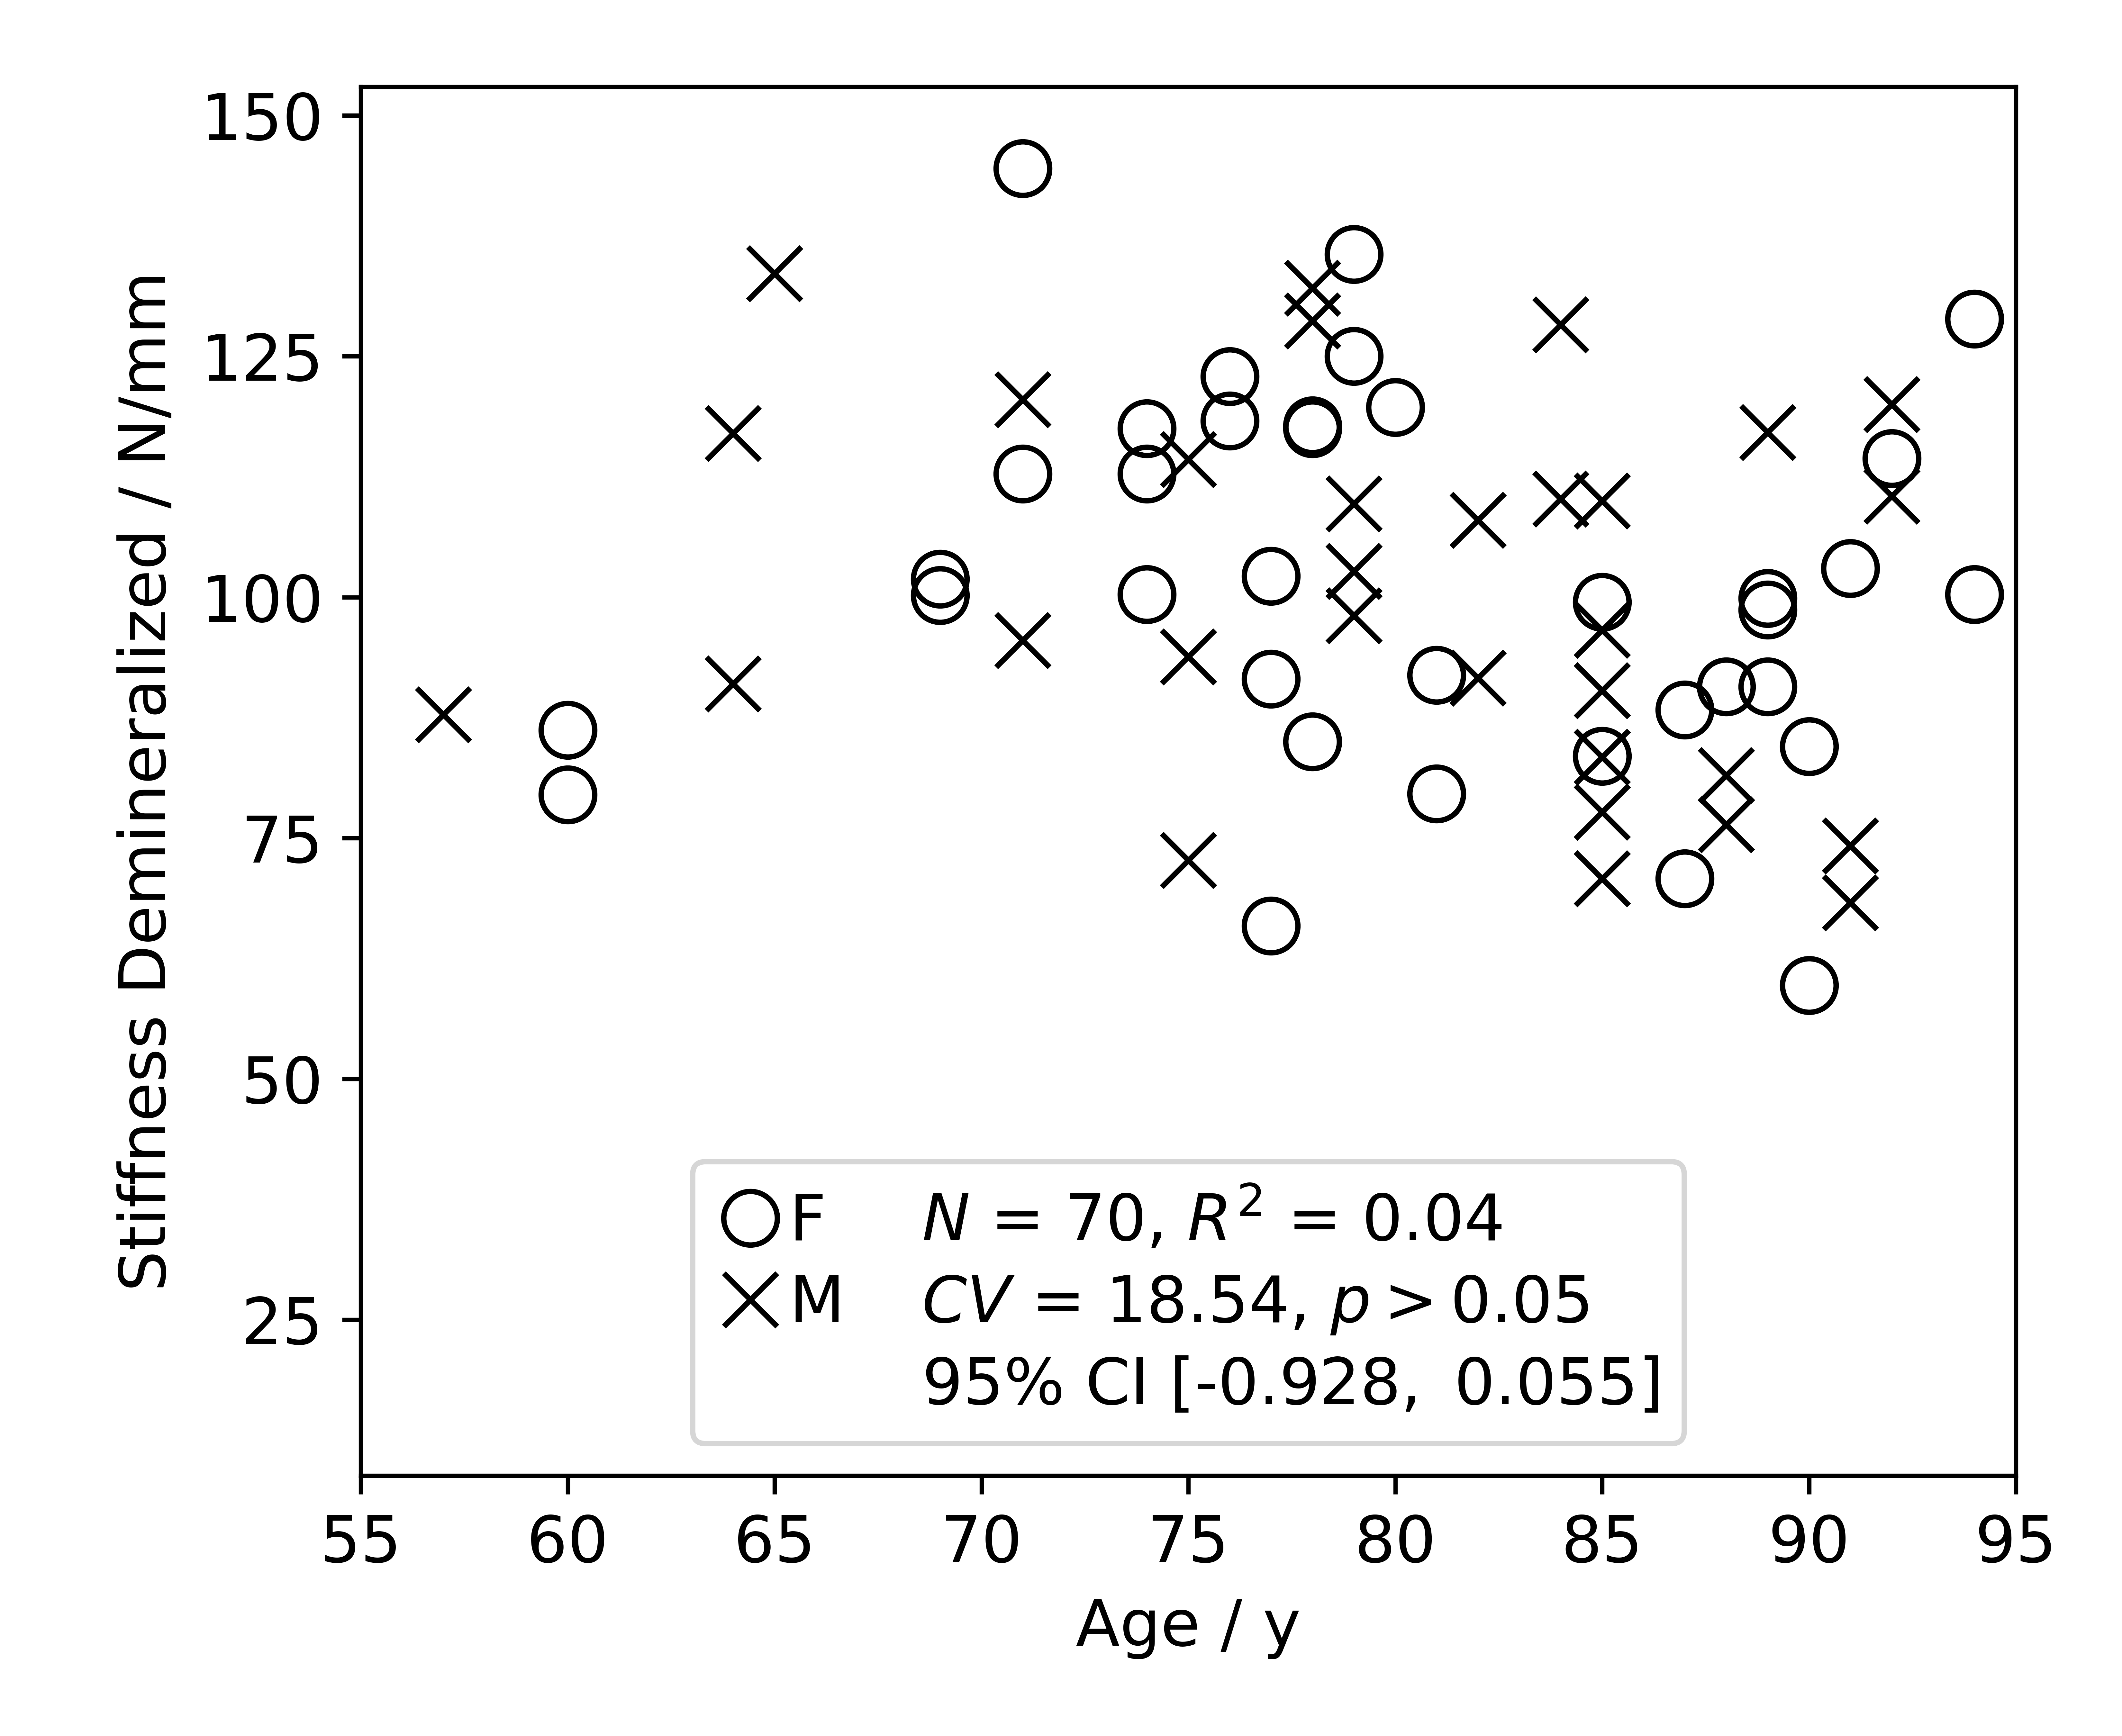 150
125
100
75
50
25
Stiffness Demineralized / N/mm
F N = 70, R² = 0.04
M CV = 18.54, p > 0.05
95% CI [-0.928, 0.055]
55 60 65 70 75 80 85 90 95
Age / y